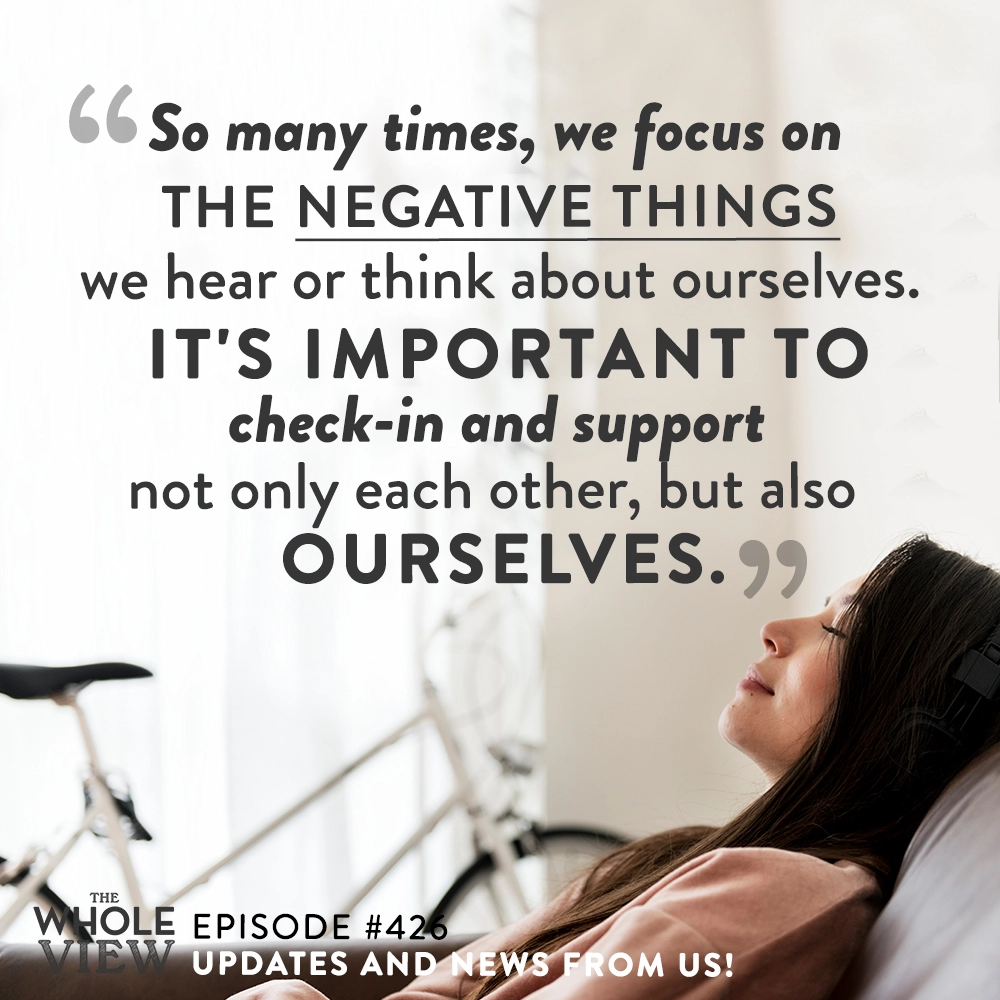 “So many times, we focus on
THE NEGATIVE THINGS
we hear or think about ourselves.
IT'S IMPORTANT TO
check-in and support
not only each other, but also
OURSELVES.”
THE
WHOLE
VIEW
EPISODE #426
UPDATES AND NEWS FROM US!